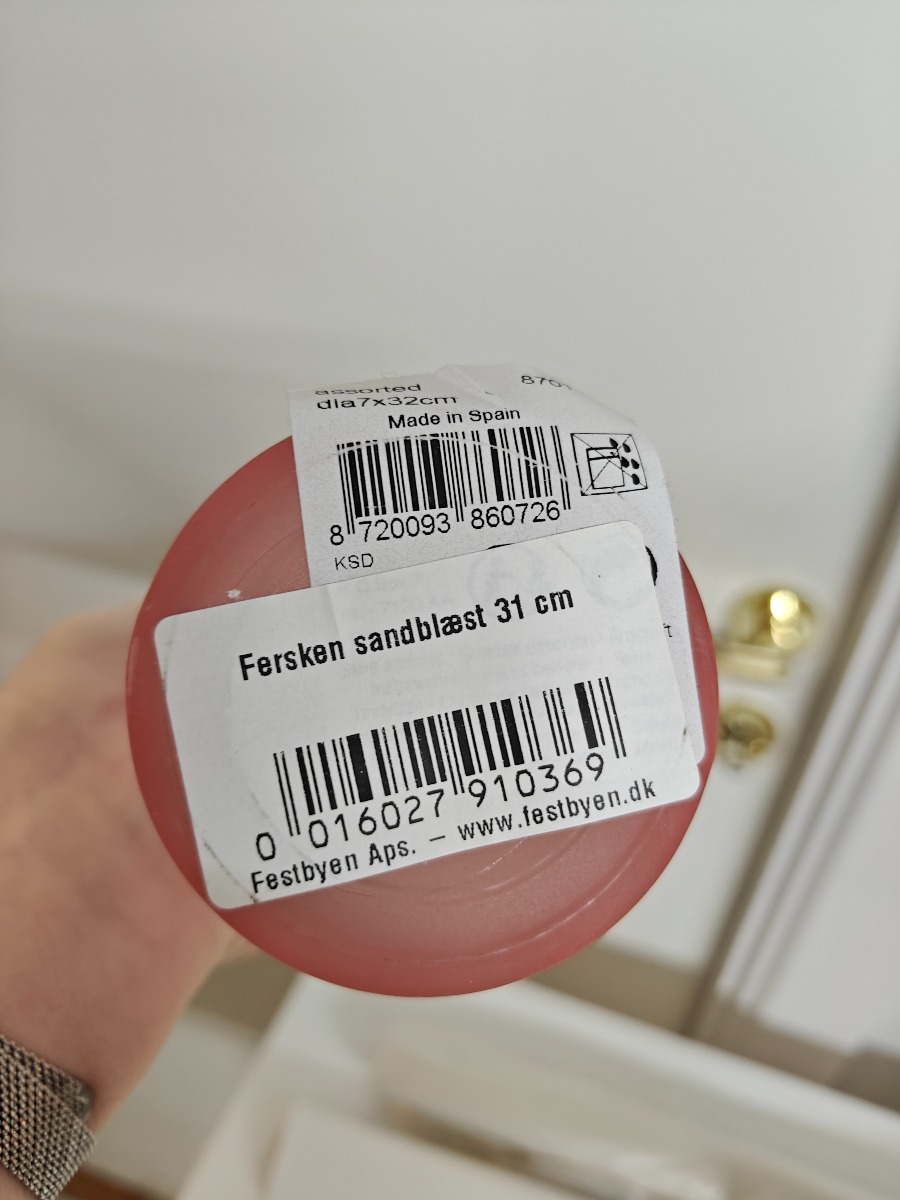 assorted
dia7x32cm
Made in Spain
8 720093 860726
KSD
Fersken sandblæst 31 cm
0 016027 910369
Festbyen Aps. – www.festbyen.dk